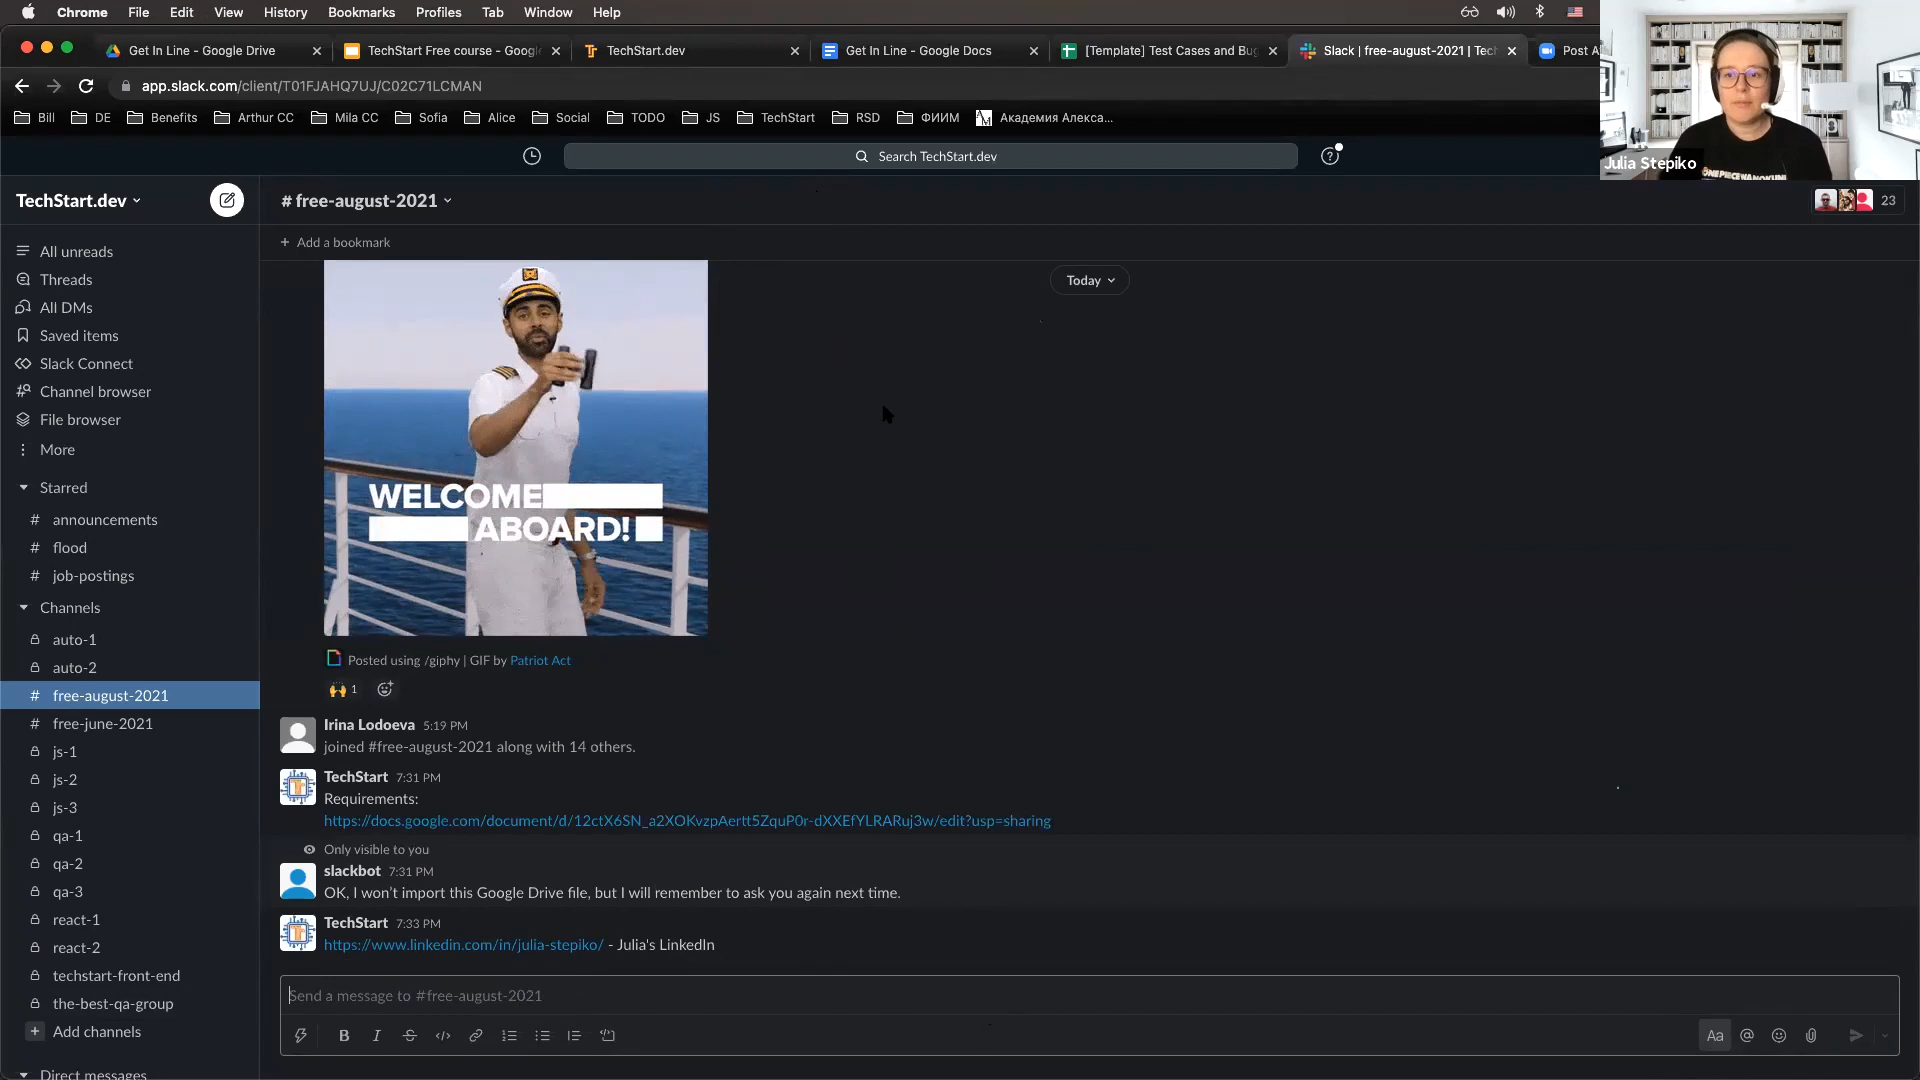 Chrome File Edit View History Bookmarks Profiles Tab Window Help
Get In Line - Google Drive
TechStart Free course - Goog
TechStart.dev
Get In Line - Google Docs
[Template] Test Cases and Bug
Slack | free-august-2021 | Tec
Post A
app.slack.com/client/T01FJAHQ7UJ/C02C71LCMAN
Bill DE Benefits Arthur CC Mila CC Sofia Alice Social TODO JS TechStart RSD ФИИМ Академия Алекса...
Julia Stepiko
Search TechStart.dev
TechStart.dev
# free-august-2021
23
Add a bookmark
All unreads
Threads
All DMs
Saved items
Slack Connect
Channel browser
File browser
More
Starred
# announcements
# flood
# job-postings
Channels
auto-1
auto-2
# free-august-2021
# free-june-2021
js-1
js-2
js-3
qa-1
qa-2
qa-3
react-1
react-2
techstart-front-end
the-best-qa-group
+ Add channels
Direct messages
Today
WELCOME
ABOARD!
Posted using /giphy | GIF by Patriot Act
1
Irina Lodoeva 5:19 PM
joined #free-august-2021 along with 14 others.
TechStart 7:31 PM
Requirements:
https://docs.google.com/document/d/12ctX6SN_a2XOKvzpAertt5ZquP0r-dXXEfYLRARuj3w/edit?usp=sharing
Only visible to you
slackbot 7:31 PM
OK, I won't import this Google Drive file, but I will remember to ask you again next time.
TechStart 7:33 PM
https://www.linkedin.com/in/julia-stepiko/ - Julia's LinkedIn
Send a message to #free-august-2021
B I S </> Aa @